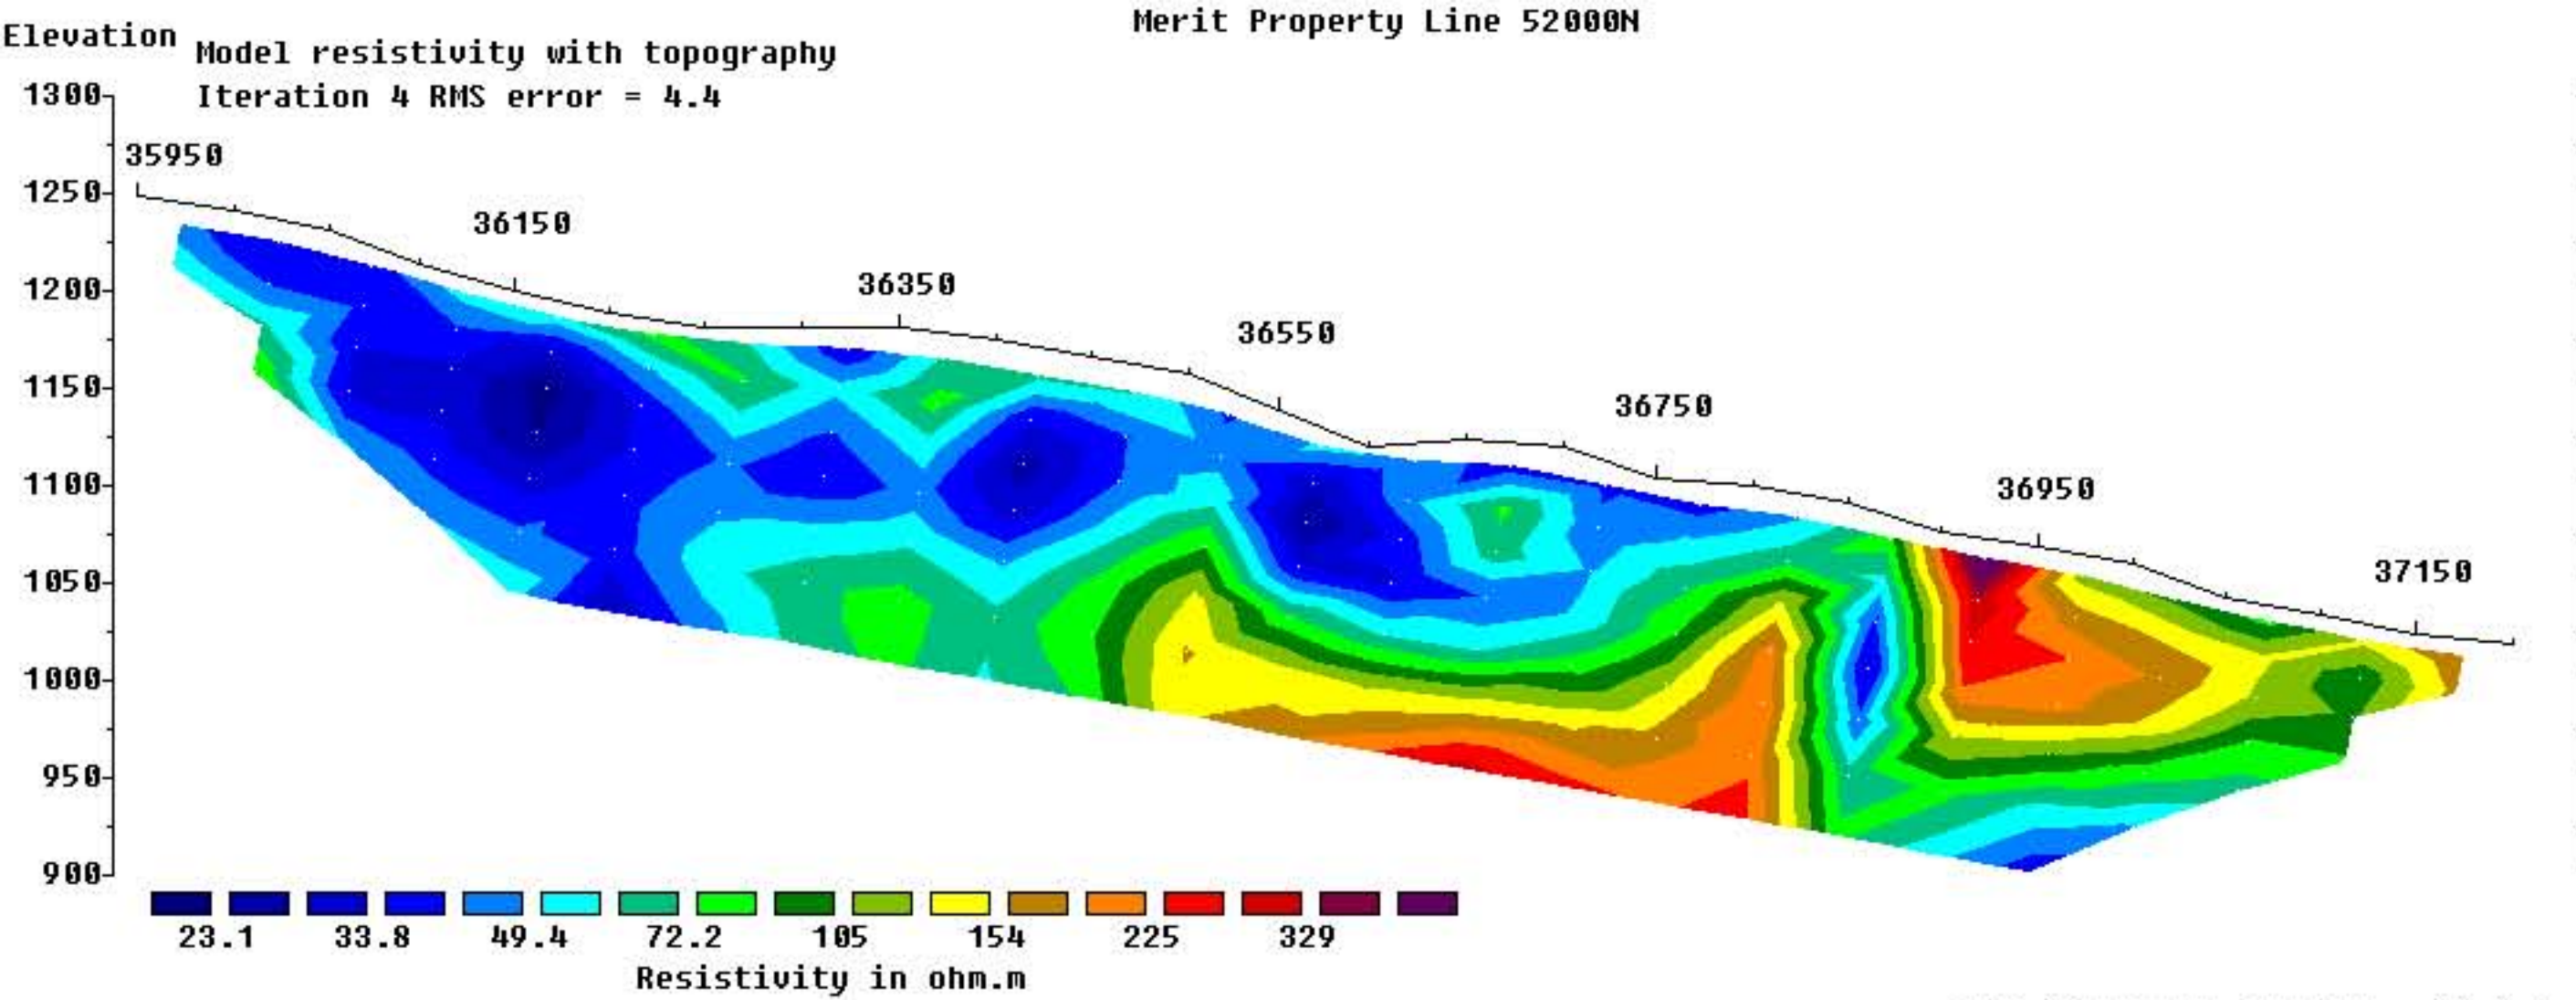 Merit Property Line 52000N
Elevation
Model resistivity with topography
Iteration 4 RMS error = 4.4
1300
35950
1250
36150
1200
36350
36550
1150
36750
1100
36950
1050
37150
1000
950
900
23.1 33.8 49.4 72.2 105 154 225 329
Resistivity in ohm.m